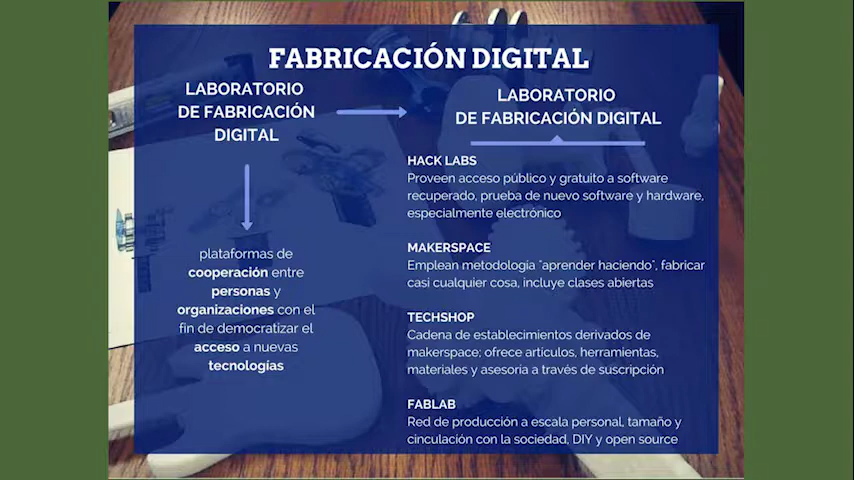 FABRICACIÓN DIGITAL
LABORATORIO
DE FABRICACIÓN
DIGITAL
plataformas de
cooperación entre
personas y
organizaciones con el
fin de democratizar el
acceso a nuevas
tecnologías
LABORATORIO
DE FABRICACIÓN DIGITAL
HACK LABS
Proveen acceso público y gratuito a software
recuperado, prueba de nuevo software y hardware,
especialmente electrónico
MAKERSPACE
Emplean metodología "aprender haciendo", fabricar
casi cualquier cosa, incluye clases abiertas
TECHSHOP
Cadena de establecimientos derivados de
makerspace; ofrece artículos, herramientas,
materiales y asesoría a través de suscripción
FABLAB
Red de producción a escala personal, tamaño y
cinculación con la sociedad, DIY y open source